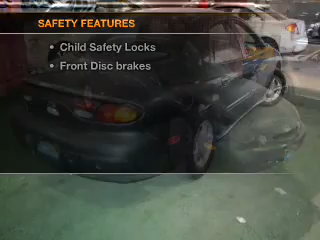 SAFETY FEATURES
• Child Safety Locks
• Front Disc brakes